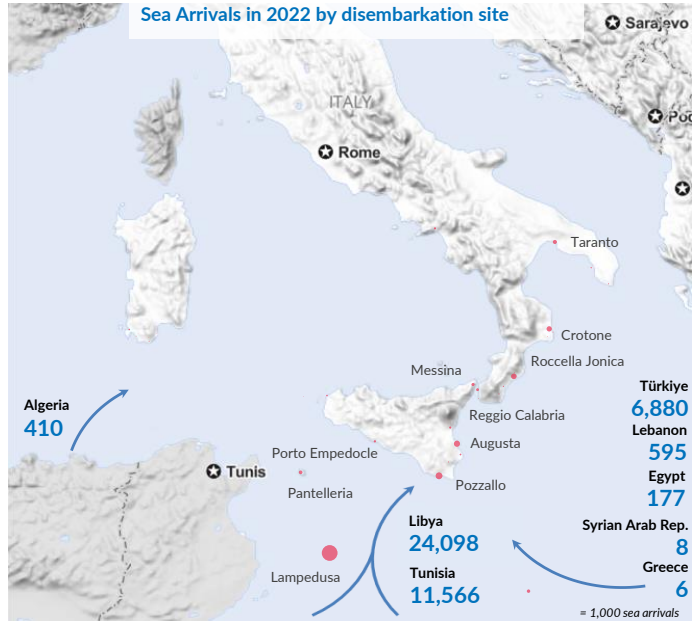 Sea Arrivals in 2022 by disembarkation site
Sarajevo
ITALY
Rome
Taranto
Crotone
Roccella Jonica
Messina
Türkiye
6,880
Algeria
410
Reggio Calabria
Lebanon
595
Augusta
Porto Empedocle
Tunis
Egypt
177
Pantelleria
Pozzallo
Libya
24,098
Syrian Arab Rep.
8
Lampedusa
Tunisia
11,566
Greece
6
= 1,000 sea arrivals